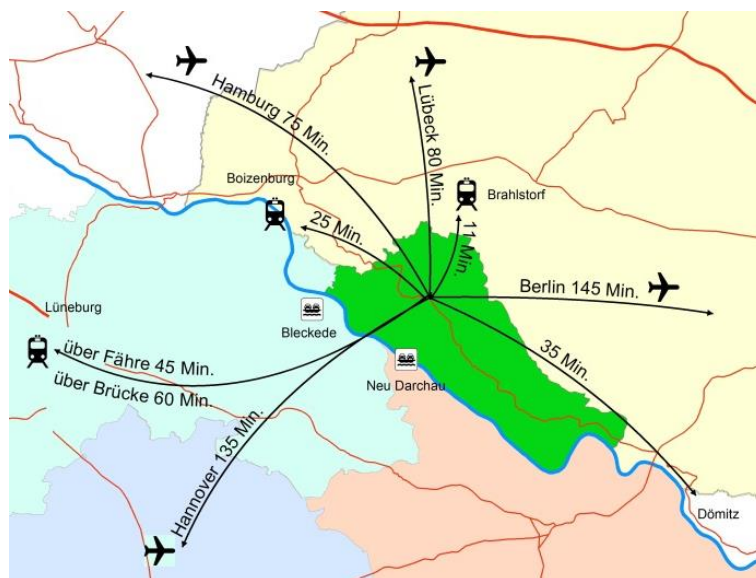 Hamburg 75 Min.
Lübeck 80 Min.
Boizenburg
Brahlstorf
25 Min.
11 Min.
Berlin 145 Min.
Lüneburg
Bleckede
über Fähre 45 Min.
über Brücke 60 Min.
35 Min.
Neu Darchau
Hannover 135 Min.
Dömitz